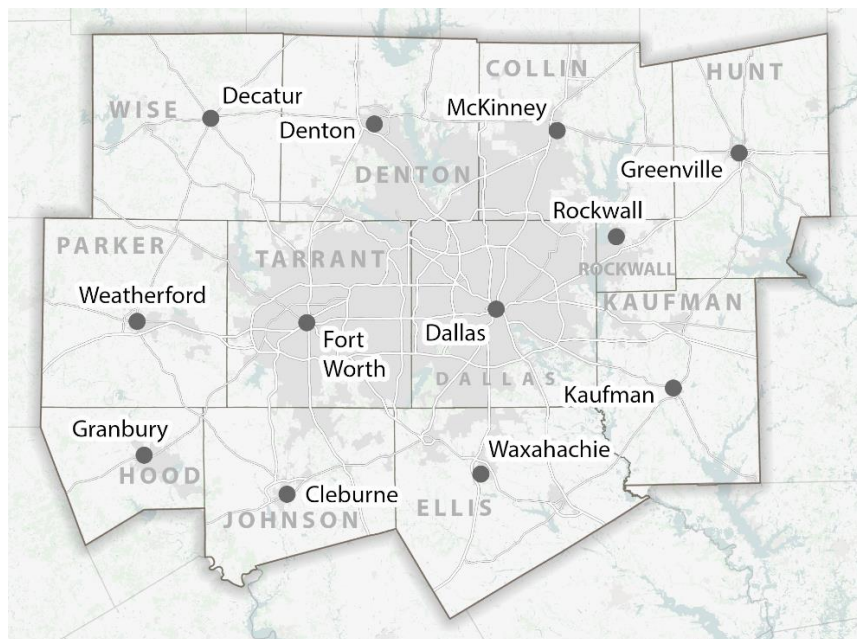 COLLIN
HUNT
WISE
Decatur
McKinney
Denton
Greenville
DENTON
Rockwall
PARKER
TARRANT
ROCKWALL
Weatherford
KAUFMAN
Fort
Worth
Dallas
DALLAS
Kaufman
Granbury
Waxahachie
HOOD
Cleburne
ELLIS
JOHNSON